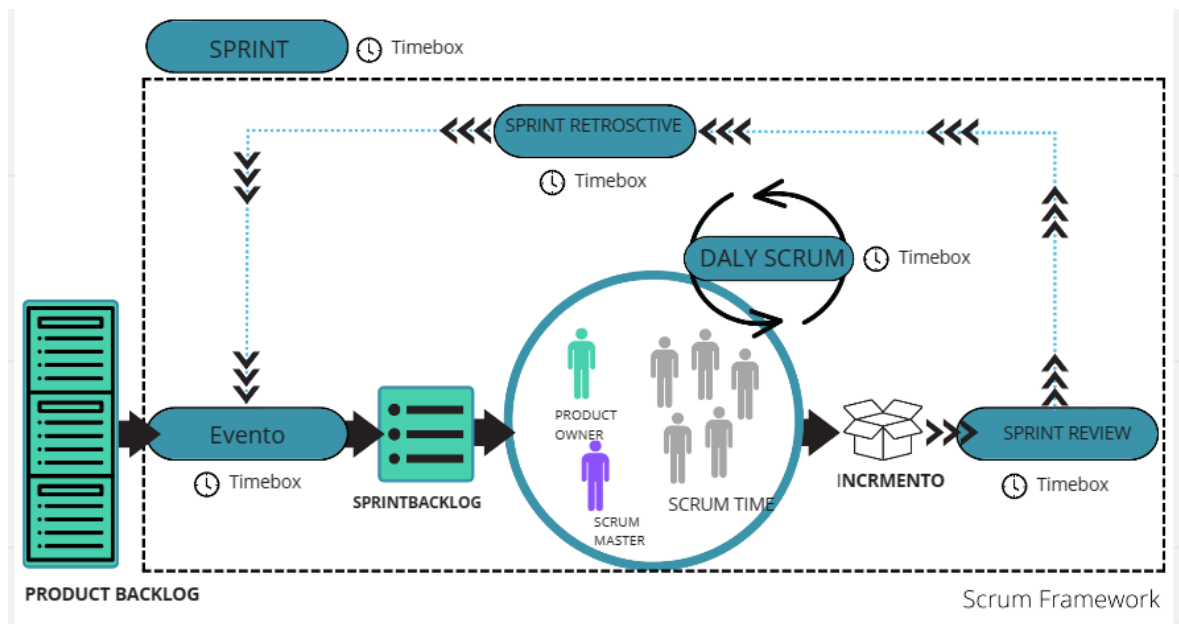 SPRINT
Timebox
SPRINT RETROSCTIVE
Timebox
DALY SCRUM
Timebox
Evento
Timebox
SPRINTBACKLOG
PRODUCT
OWNER
SCRUM
MASTER
SCRUM TIME
INCRMENTO
SPRINT REVIEW
Timebox
PRODUCT BACKLOG
Scrum Framework